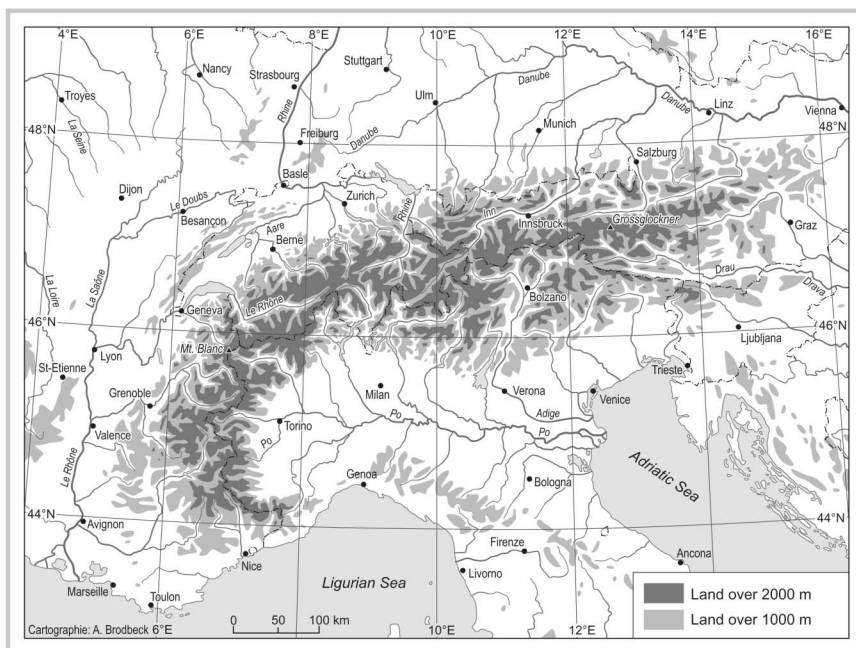 4°E
6°E
8°E
10°E
12°E
14°E
16°E
Nancy
Stuttgart
Strasbourg
Troyes
La Seine
Rhine
Ulm
Danube
Danube
Linz
Vienna
48°N
48°N
Freiburg
Danube
Munich
Salzburg
Basle
Dijon
Le Doubs
Zurich
Besançon
Rhine
Inn
Innsbruck
Grossglockner
Graz
Aare
Berne
La Saône
La Loire
Le Rhône
Bolzano
Drau
Drava
46°N
46°N
Geneva
Lyon
Mt. Blanc
Ljubljana
St-Etienne
Trieste
Grenoble
Milan
Verona
Venice
Valence
Torino
Po
Adige
Po
Po
Le Rhône
Genoa
Bologna
Adriatic Sea
44°N
44°N
Avignon
Nice
Firenze
Livorno
Ancona
Ligurian Sea
Marseille
Toulon
Land over 2000 m
Land over 1000 m
Cartographie: A. Brodbeck
6°E
0 50 100 km
10°E
12°E